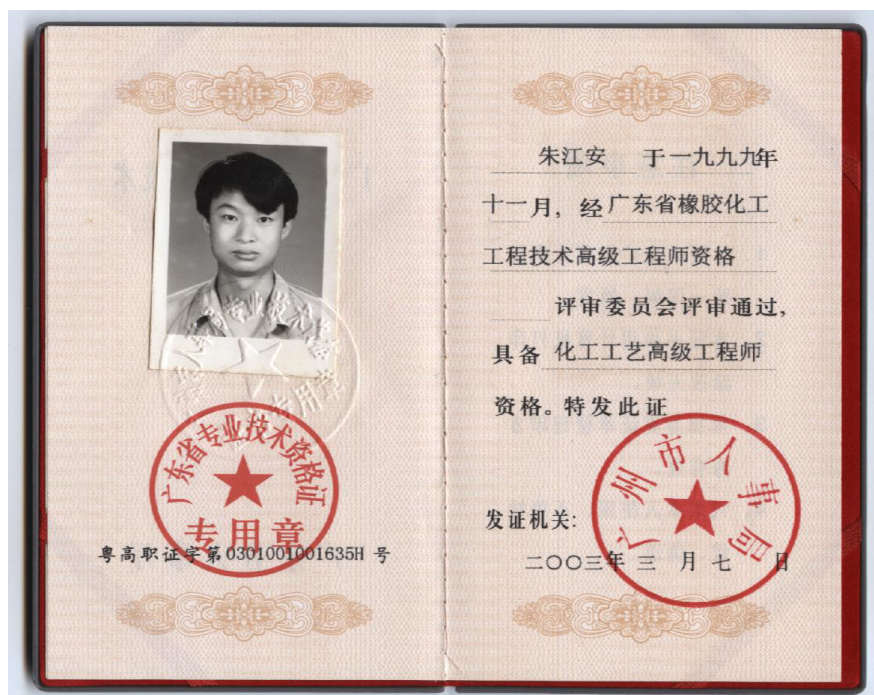 广东省专业技术资格证
专用章
粤高职证字第0301001001635H 号
朱江安 于一九九九年
十一月，经广东省橡胶化工
工程技术高级工程师资格
评审委员会评审通过，
具备 化工工艺高级工程师
资格。特发此证
广州市人事局
发证机关：
二〇〇三年 三 月 七 日